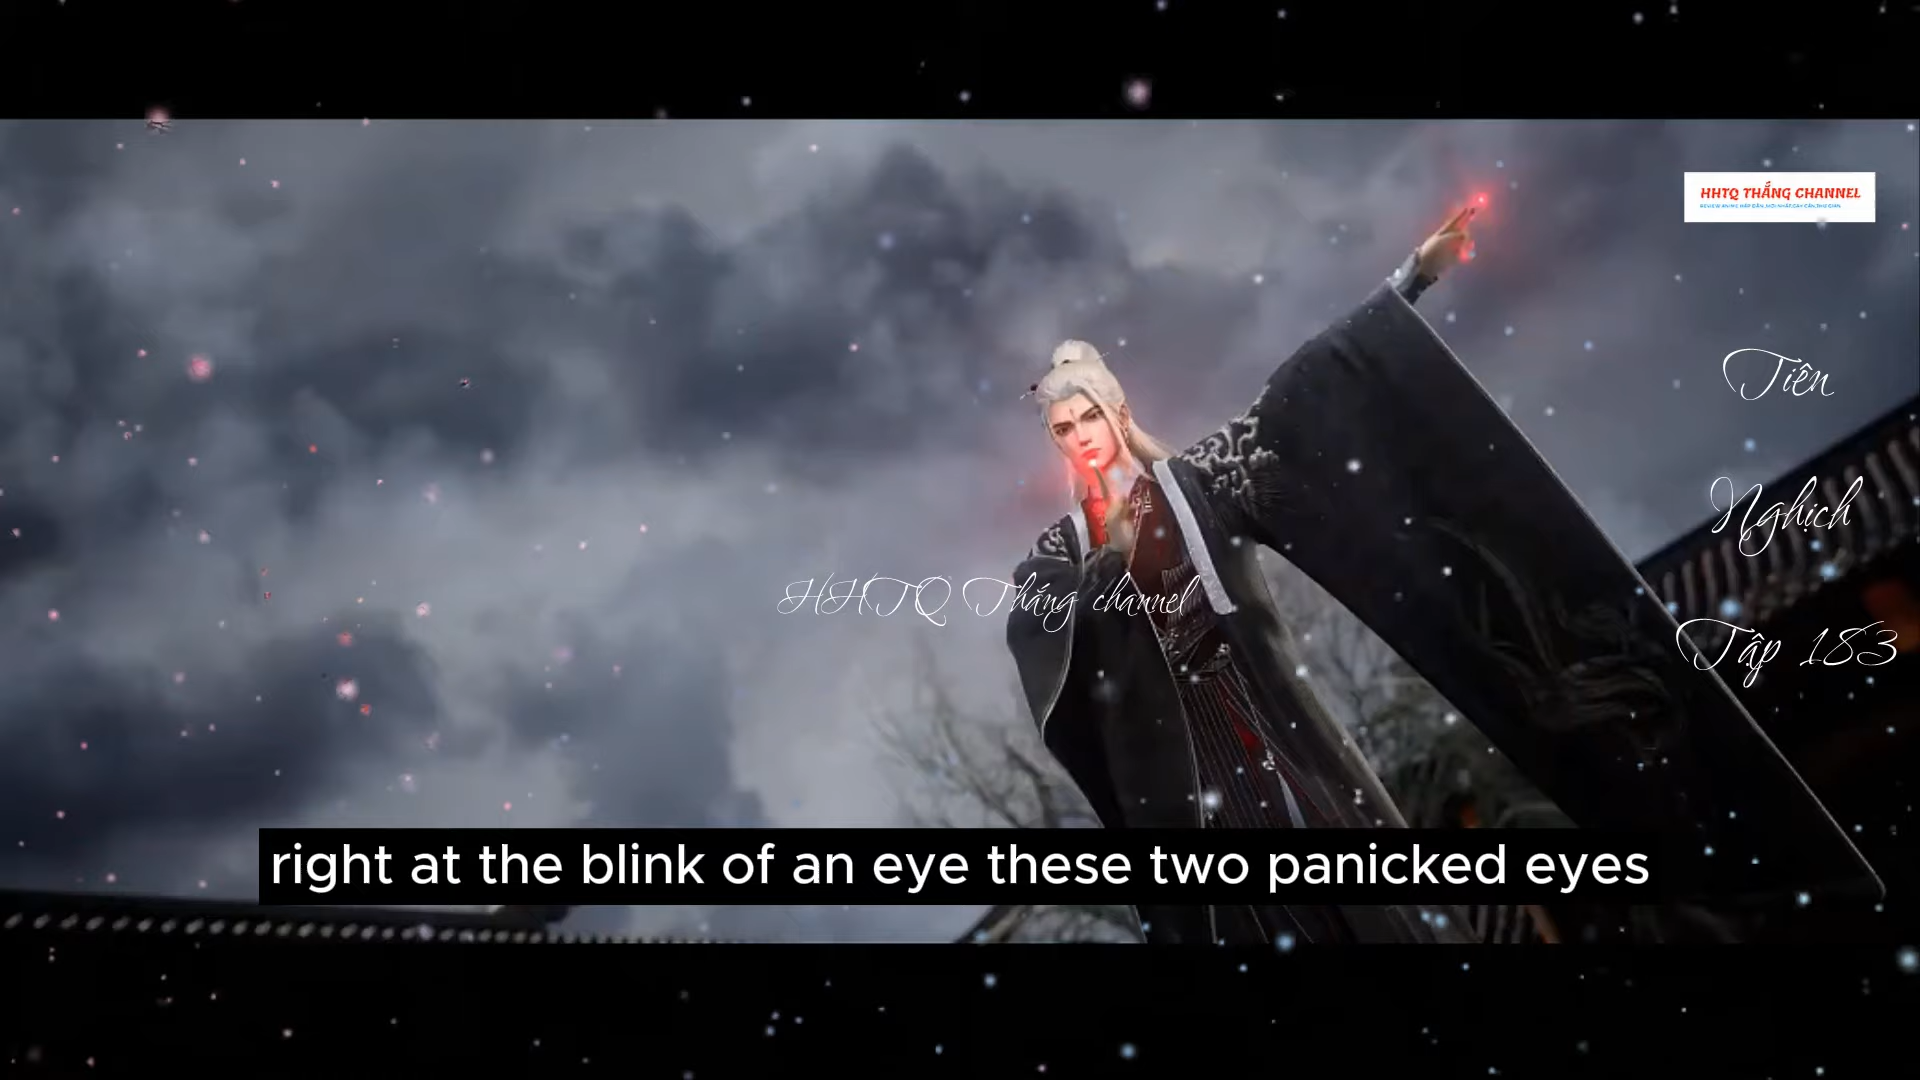 HHTQ THẮNG CHANNEL
Tiên
Nghịch
HHTQ Thắng channel
Tập 183
right at the blink of an eye these two panicked eyes